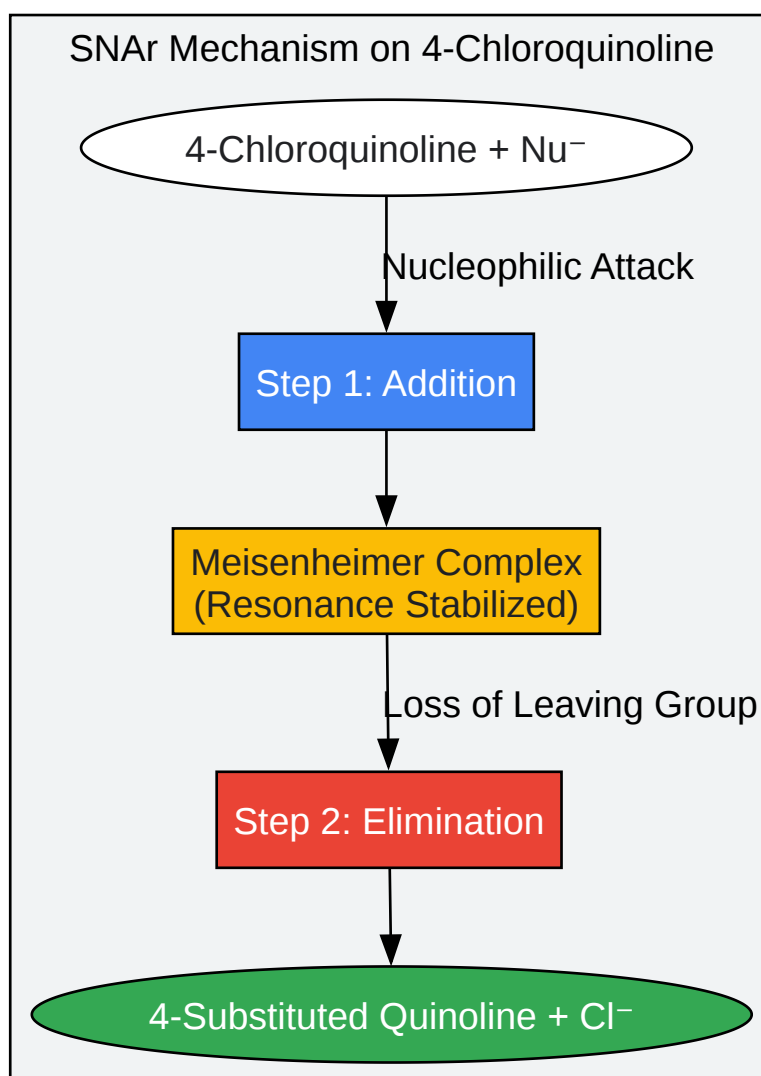 SNAr Mechanism on 4-Chloroquinoline
4-Chloroquinoline + Nu⁻
Nucleophilic Attack
Step 1: Addition
Meisenheimer Complex
(Resonance Stabilized)
Loss of Leaving Group
Step 2: Elimination
4-Substituted Quinoline + Cl⁻